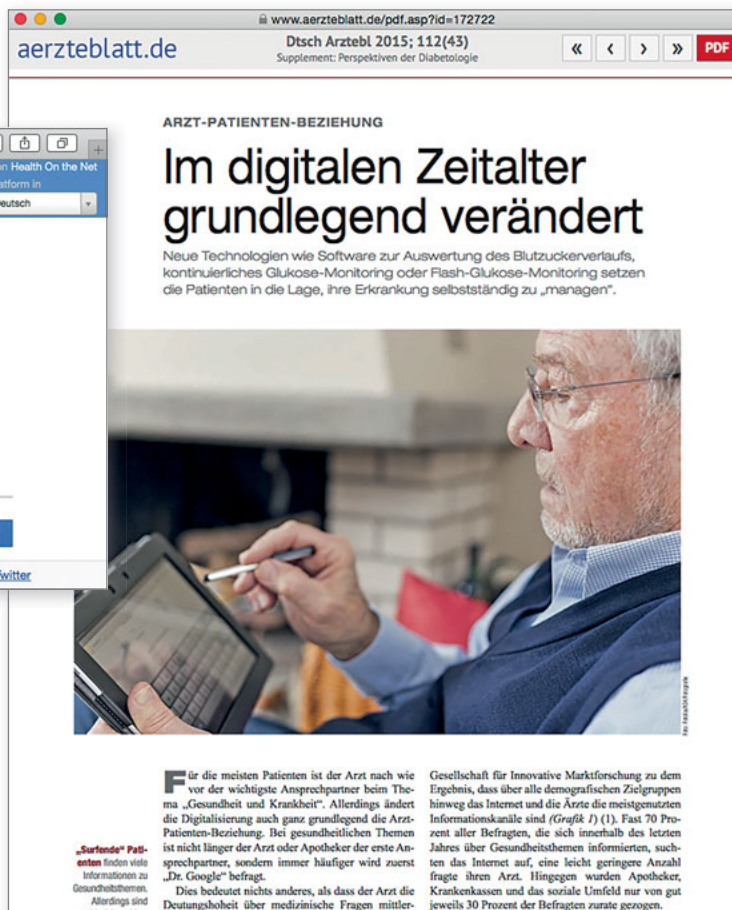 www.aerzteblatt.de/pdf.asp?id=172722
aerzteblatt.de
Dtsch Arztebl 2015; 112(43)
Supplement: Perspektiven der Diabetologie
« ‹ › » PDF
on Health On the Net
atform in
eutsch
witter
ARZT-PATIENTEN-BEZIEHUNG
Im digitalen Zeitalter
grundlegend verändert
Neue Technologien wie Software zur Auswertung des Blutzuckerverlaufs,
kontinuierliches Glukose-Monitoring oder Flash-Glukose-Monitoring setzen
die Patienten in die Lage, ihre Erkrankung selbstständig zu „managen“.
„Surfende“ Pati-
enten finden viele
Informationen zu
Gesundheitsthemen.
Allerdings sind
Für die meisten Patienten ist der Arzt nach wie
vor der wichtigste Ansprechpartner beim The-
ma „Gesundheit und Krankheit“. Allerdings ändert
die Digitalisierung auch ganz grundlegend die Arzt-
Patienten-Beziehung. Bei gesundheitlichen Themen
ist nicht länger der Arzt oder Apotheker der erste An-
sprechpartner, sondern immer häufiger wird zuerst
„Dr. Google“ befragt.
Dies bedeutet nichts anderes, als dass der Arzt die
Deutungshoheit über medizinische Fragen mittler-
Gesellschaft für Innovative Marktforschung zu dem
Ergebnis, dass über alle demografischen Zielgruppen
hinweg das Internet und die Ärzte die meistgenutzten
Informationskanäle sind (Grafik 1) (1). Fast 70 Pro-
zent aller Befragten, die sich innerhalb des letzten
Jahres über Gesundheitsthemen informierten, such-
ten das Internet auf, eine leicht geringere Anzahl
fragte ihren Arzt. Hingegen wurden Apotheker,
Krankenkassen und das soziale Umfeld nur von gut
jeweils 30 Prozent der Befragten zurate gezogen.